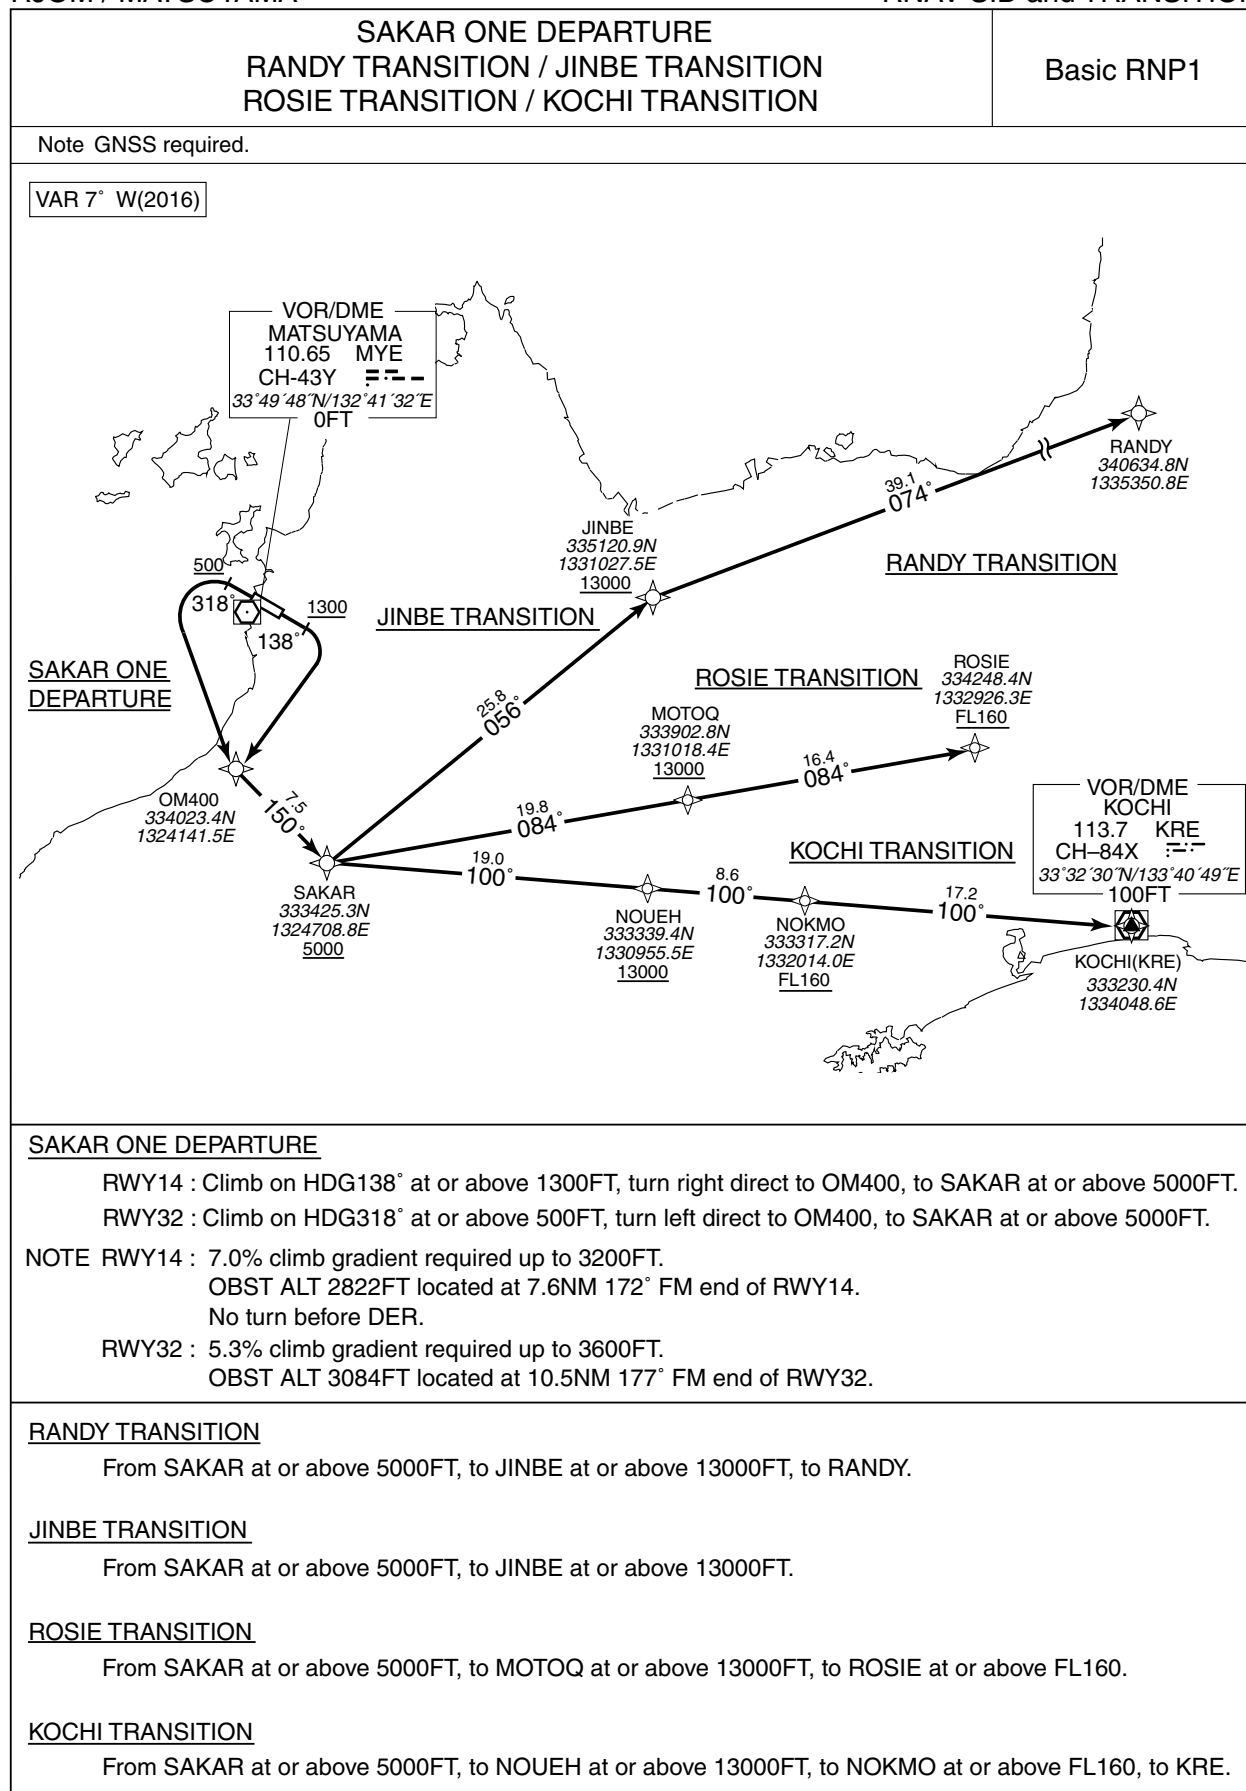 SAKAR ONE DEPARTURE
RANDY TRANSITION / JINBE TRANSITION
ROSIE TRANSITION / KOCHI TRANSITION
Basic RNP1
Note GNSS required.
VAR 7° W(2016)
VOR/DME
MATSUYAMA
110.65 MYE
CH-43Y
33°49´48˝N/132°41´32˝E
0FT
RANDY
340634.8N
1335350.8E
39.1
074°
JINBE
335120.9N
1331027.5E
13000
RANDY TRANSITION
500
318°
1300
138°
JINBE TRANSITION
SAKAR ONE
DEPARTURE
25.8
056°
ROSIE TRANSITION
ROSIE
334248.4N
1332926.3E
FL160
MOTOQ
333902.8N
1331018.4E
13000
16.4
084°
OM400
334023.4N
1324141.5E
7.5
150°
19.8
084°
VOR/DME
KOCHI
113.7 KRE
CH–84X
33°32´30˝N/133°40´49˝E
100FT
KOCHI TRANSITION
19.0
100°
8.6
100°
17.2
100°
SAKAR
333425.3N
1324708.8E
5000
NOUEH
333339.4N
1330955.5E
13000
NOKMO
333317.2N
1332014.0E
FL160
KOCHI(KRE)
333230.4N
1334048.6E
SAKAR ONE DEPARTURE
RWY14 : Climb on HDG138° at or above 1300FT, turn right direct to OM400, to SAKAR at or above 5000FT.
RWY32 : Climb on HDG318° at or above 500FT, turn left direct to OM400, to SAKAR at or above 5000FT.
NOTE RWY14 : 7.0% climb gradient required up to 3200FT.
OBST ALT 2822FT located at 7.6NM 172° FM end of RWY14.
No turn before DER.
RWY32 : 5.3% climb gradient required up to 3600FT.
OBST ALT 3084FT located at 10.5NM 177° FM end of RWY32.
RANDY TRANSITION
From SAKAR at or above 5000FT, to JINBE at or above 13000FT, to RANDY.
JINBE TRANSITION
From SAKAR at or above 5000FT, to JINBE at or above 13000FT.
ROSIE TRANSITION
From SAKAR at or above 5000FT, to MOTOQ at or above 13000FT, to ROSIE at or above FL160.
KOCHI TRANSITION
From SAKAR at or above 5000FT, to NOUEH at or above 13000FT, to NOKMO at or above FL160, to KRE.